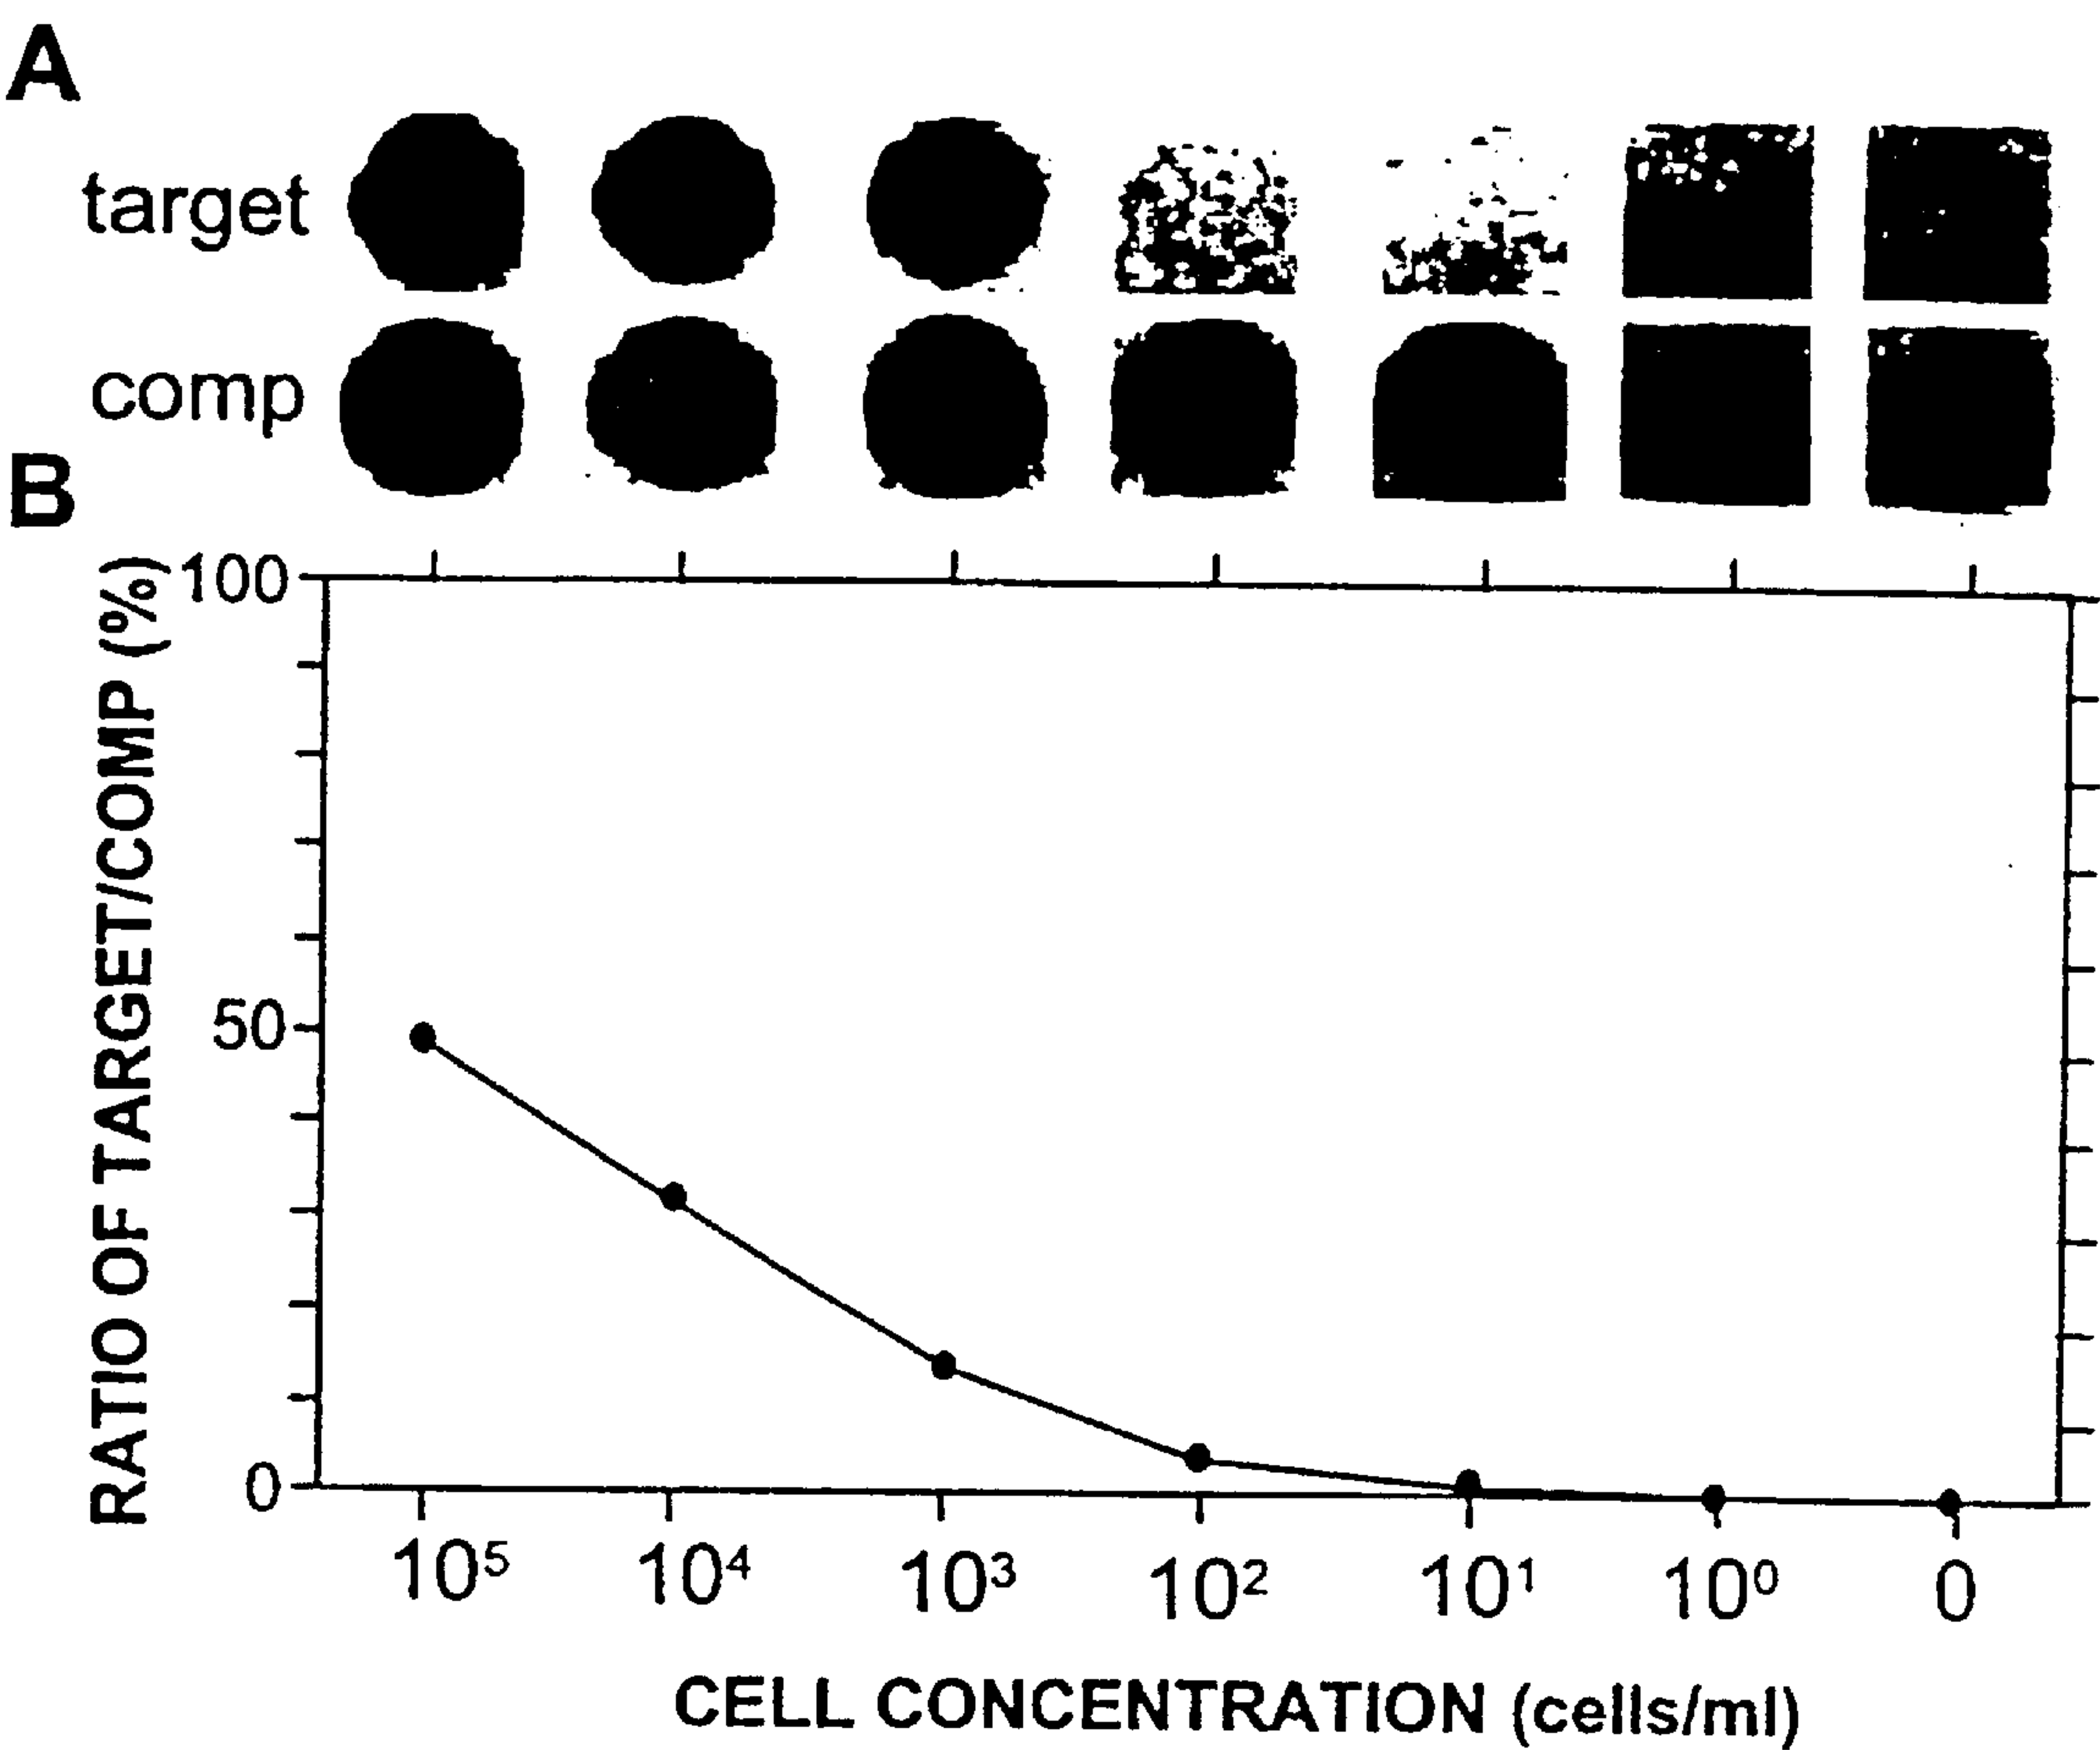 A
target
comp
B
RATIO OF TARGET/COMP (%)
100
50
0
10⁵ 10⁴ 10³ 10² 10¹ 10⁰ 0
CELL CONCENTRATION (cells/ml)